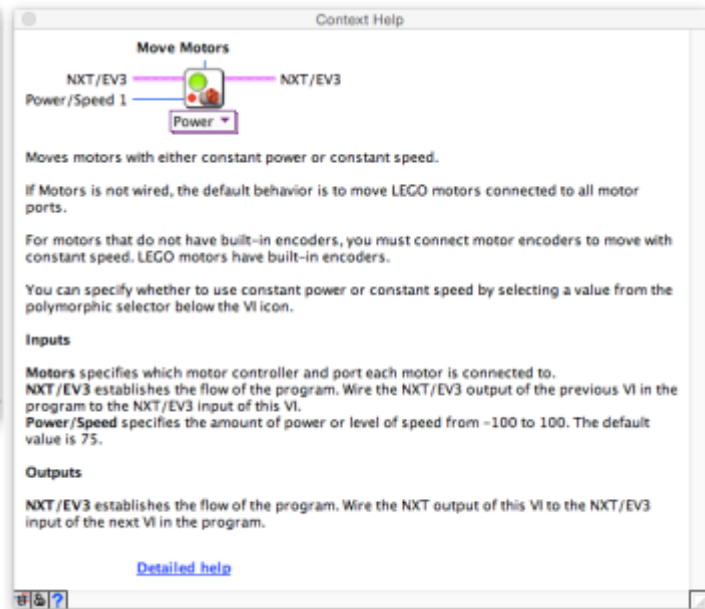 Context Help
Move Motors
NXT/EV3
NXT/EV3
Power/Speed 1
Power
Moves motors with either constant power or constant speed.
If Motors is not wired, the default behavior is to move LEGO motors connected to all motor
ports.
For motors that do not have built-in encoders, you must connect motor encoders to move with
constant speed. LEGO motors have built-in encoders.
You can specify whether to use constant power or constant speed by selecting a value from the
polymorphic selector below the VI icon.
Inputs
Motors specifies which motor controller and port each motor is connected to.
NXT/EV3 establishes the flow of the program. Wire the NXT/EV3 output of the previous VI in the
program to the NXT/EV3 input of this VI.
Power/Speed specifies the amount of power or level of speed from -100 to 100. The default
value is 75.
Outputs
NXT/EV3 establishes the flow of the program. Wire the NXT output of this VI to the NXT/EV3
input of the next VI in the program.
Detailed help
?